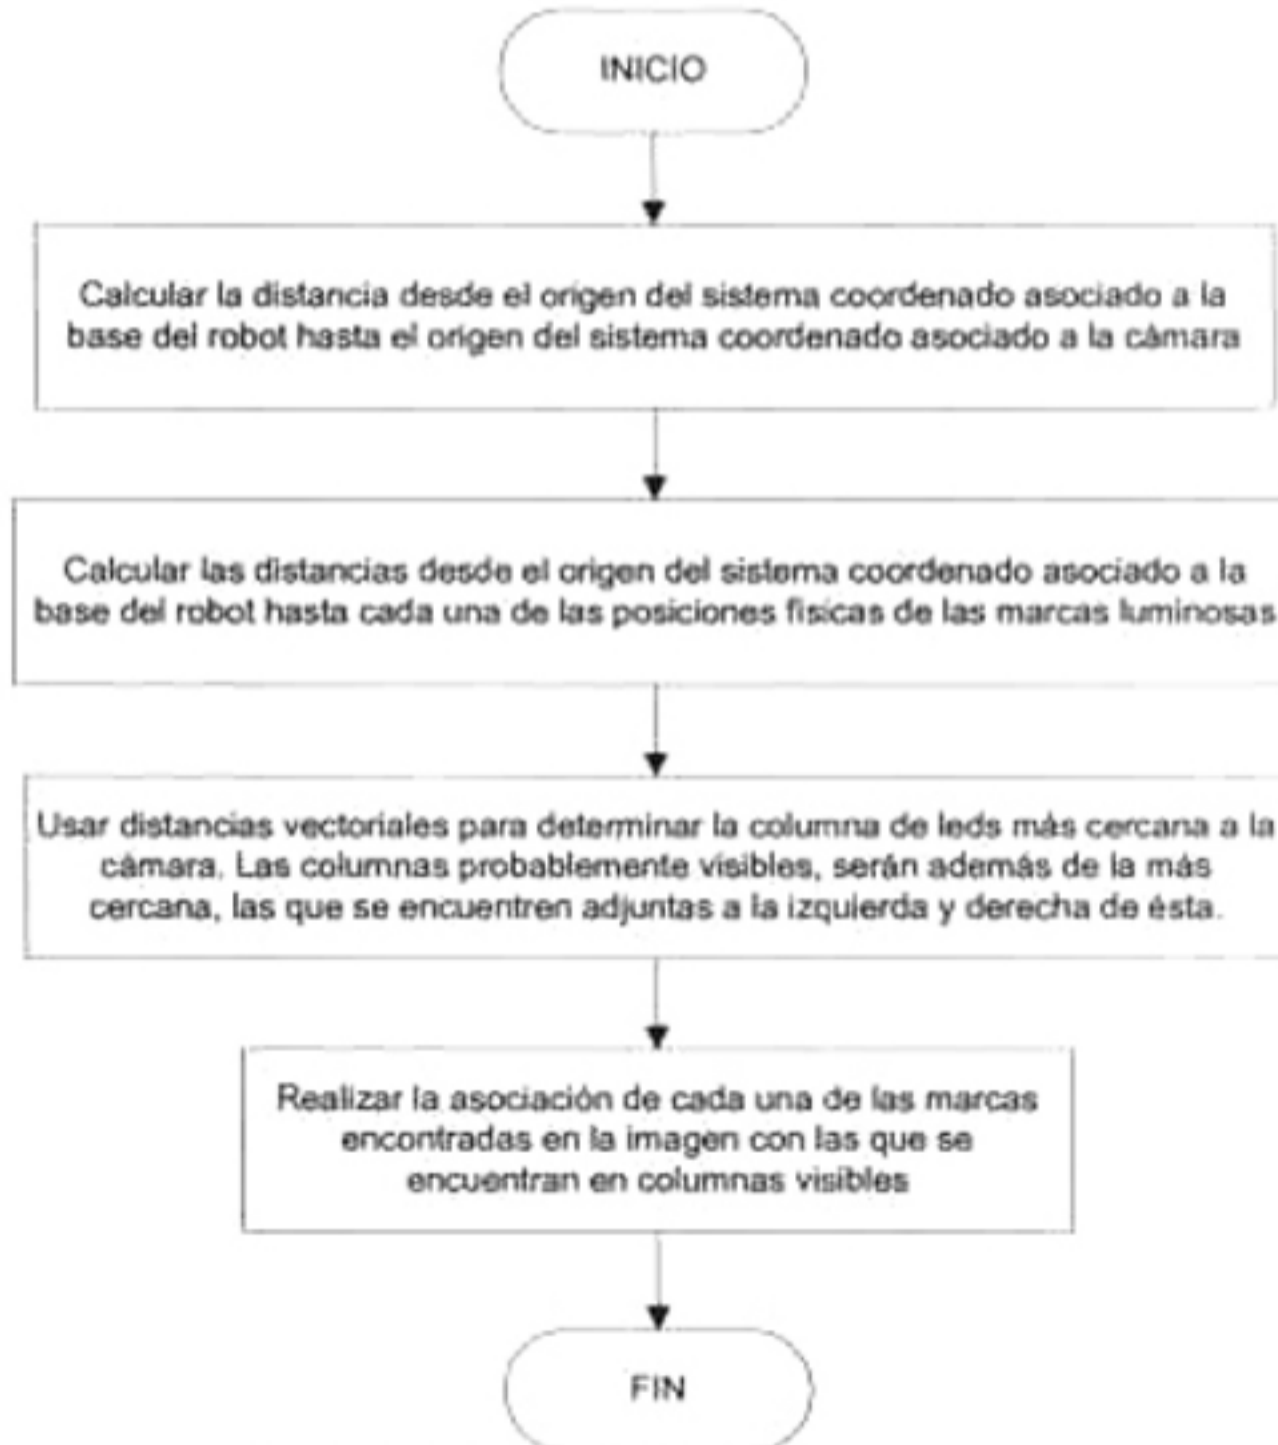 INICIO
Calcular la distancia desde el origen del sistema coordenado asociado a la
base del robot hasta el origen del sistema coordenado asociado a la cámara
Calcular las distancias desde el origen del sistema coordenado asociado a la
base del robot hasta cada una de las posiciones físicas de las marcas luminosas
Usar distancias vectoriales para determinar la columna de leds más cercana a la
cámara. Las columnas probablemente visibles, serán además de la más
cercana, las que se encuentren adjuntas a la izquierda y derecha de ésta.
Realizar la asociación de cada una de las marcas
encontradas en la imagen con las que se
encuentran en columnas visibles
FIN